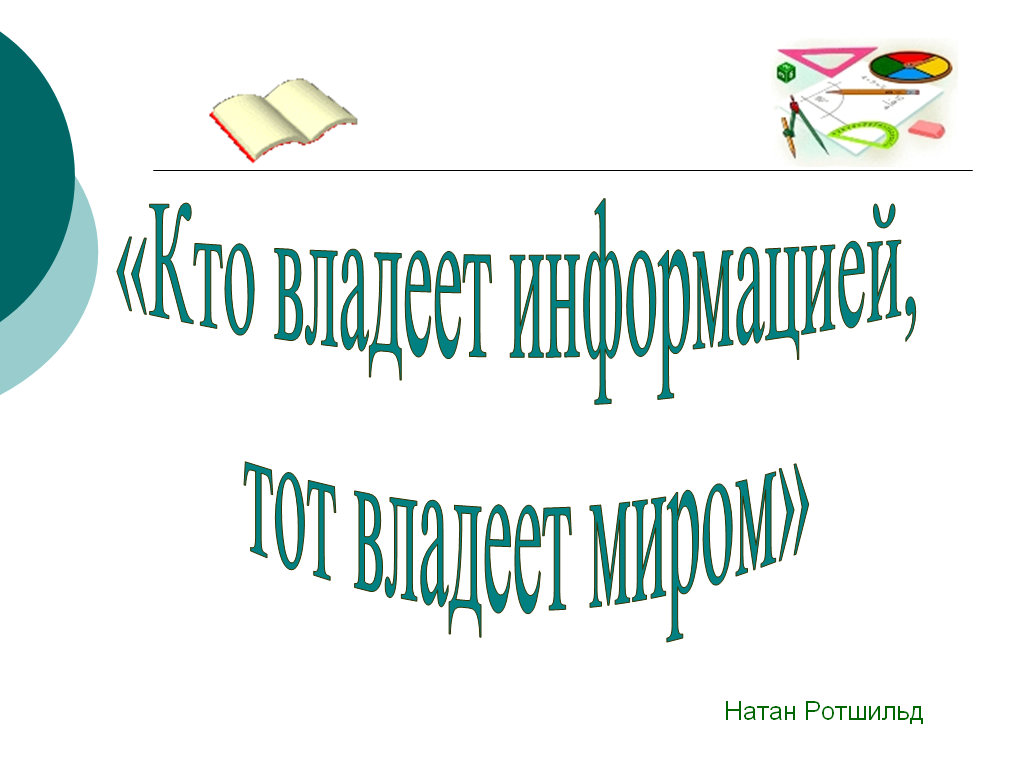 «Кто владеет информацией,
тот владеет миром»
Натан Ротшильд